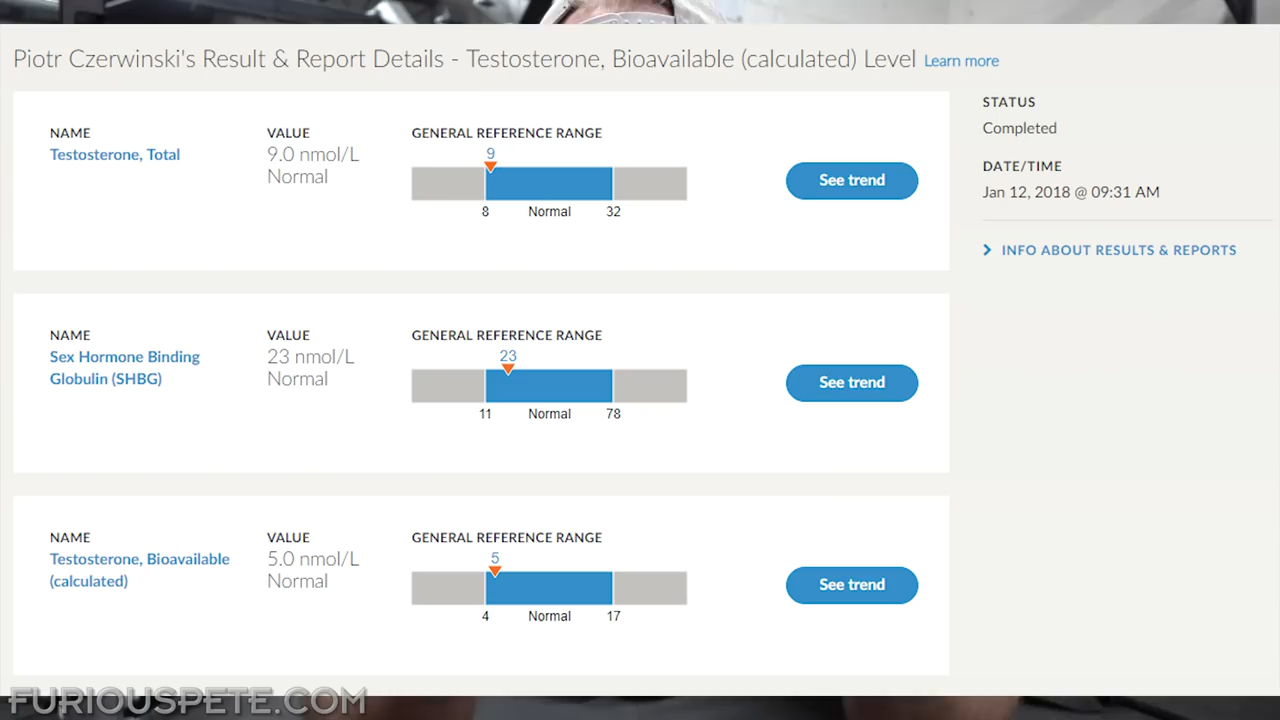 Piotr Czerwinski's Result & Report Details - Testosterone, Bioavailable (calculated) Level Learn more
NAME
Testosterone, Total
VALUE
9.0 nmol/L
Normal
GENERAL REFERENCE RANGE
9
8 Normal 32
See trend
NAME
Sex Hormone Binding
Globulin (SHBG)
VALUE
23 nmol/L
Normal
GENERAL REFERENCE RANGE
23
11 Normal 78
See trend
NAME
Testosterone, Bioavailable
(calculated)
VALUE
5.0 nmol/L
Normal
GENERAL REFERENCE RANGE
5
4 Normal 17
See trend
STATUS
Completed
DATE/TIME
Jan 12, 2018 @ 09:31 AM
INFO ABOUT RESULTS & REPORTS
FURIOUSPETE.COM